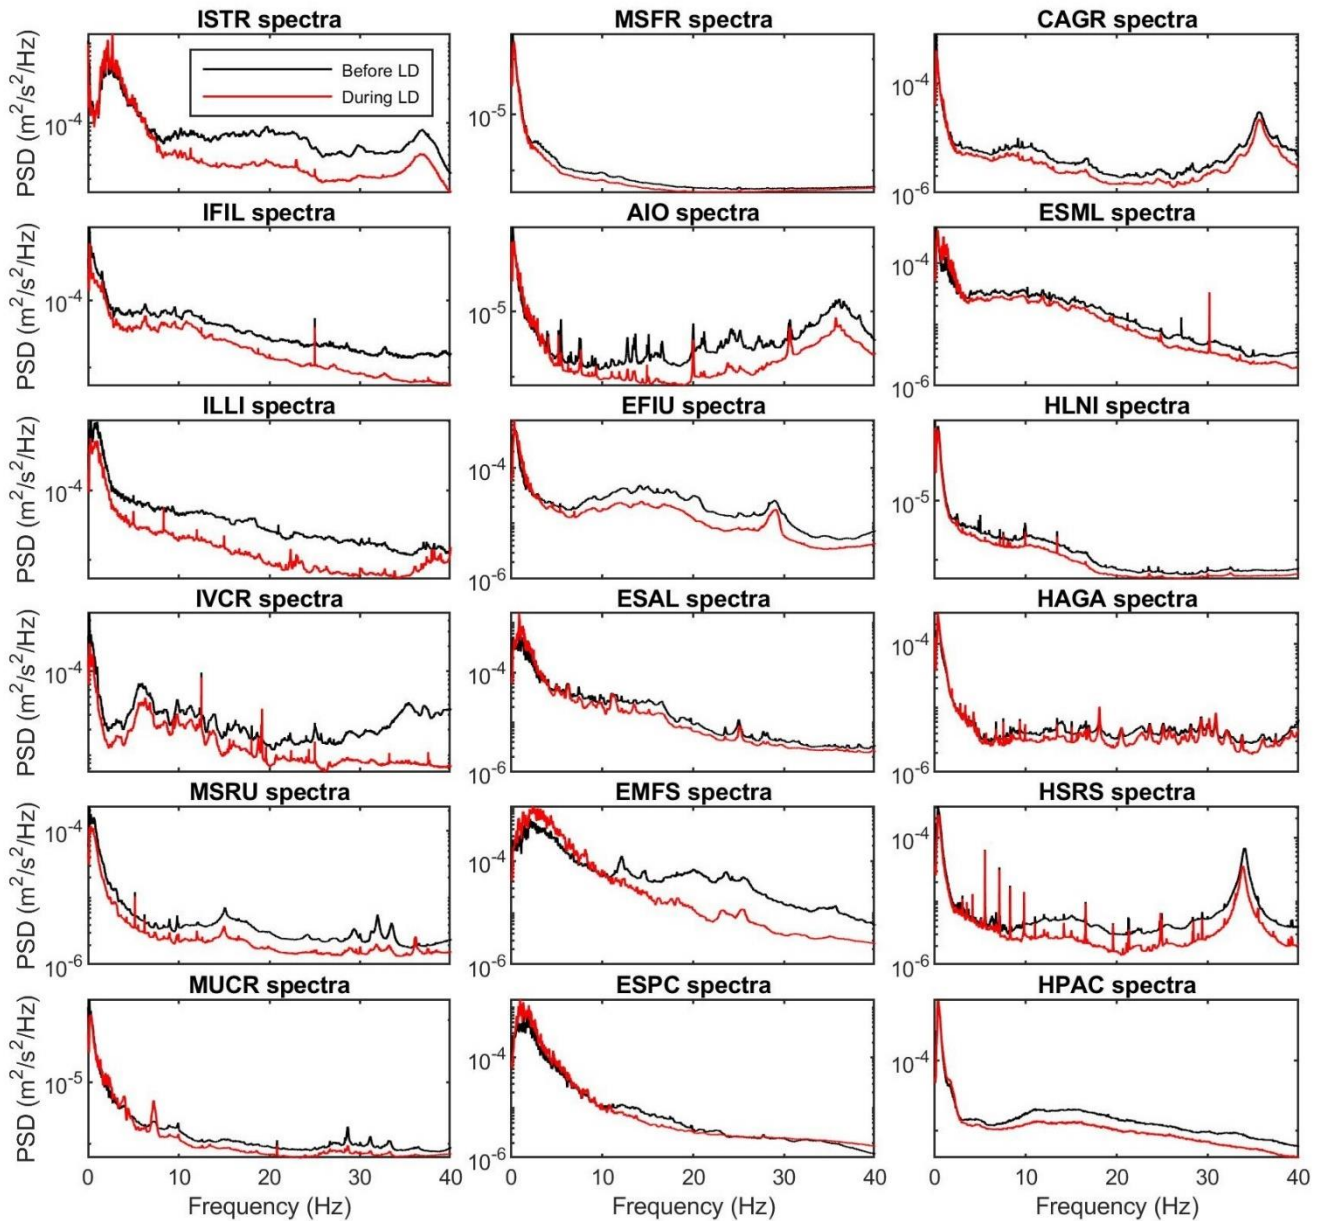 ISTR spectra
MSFR spectra
CAGR spectra
PSD (m²/s²/Hz)
10⁻⁴
Before LD
During LD
10⁻⁵
10⁻⁴
10⁻⁶
IFIL spectra
AIO spectra
ESML spectra
PSD (m²/s²/Hz)
10⁻⁴
10⁻⁵
10⁻⁴
10⁻⁶
ILLI spectra
EFIU spectra
HLNI spectra
PSD (m²/s²/Hz)
10⁻⁴
10⁻⁴
10⁻⁶
10⁻⁵
IVCR spectra
ESAL spectra
HAGA spectra
PSD (m²/s²/Hz)
10⁻⁴
10⁻⁴
10⁻⁶
10⁻⁴
10⁻⁶
MSRU spectra
EMFS spectra
HSRS spectra
PSD (m²/s²/Hz)
10⁻⁴
10⁻⁶
10⁻⁴
10⁻⁶
10⁻⁴
10⁻⁶
MUCR spectra
ESPC spectra
HPAC spectra
PSD (m²/s²/Hz)
10⁻⁵
10⁻⁴
10⁻⁶
10⁻⁴
0 10 20 30 40
0 10 20 30 40
0 10 20 30 40
Frequency (Hz)
Frequency (Hz)
Frequency (Hz)